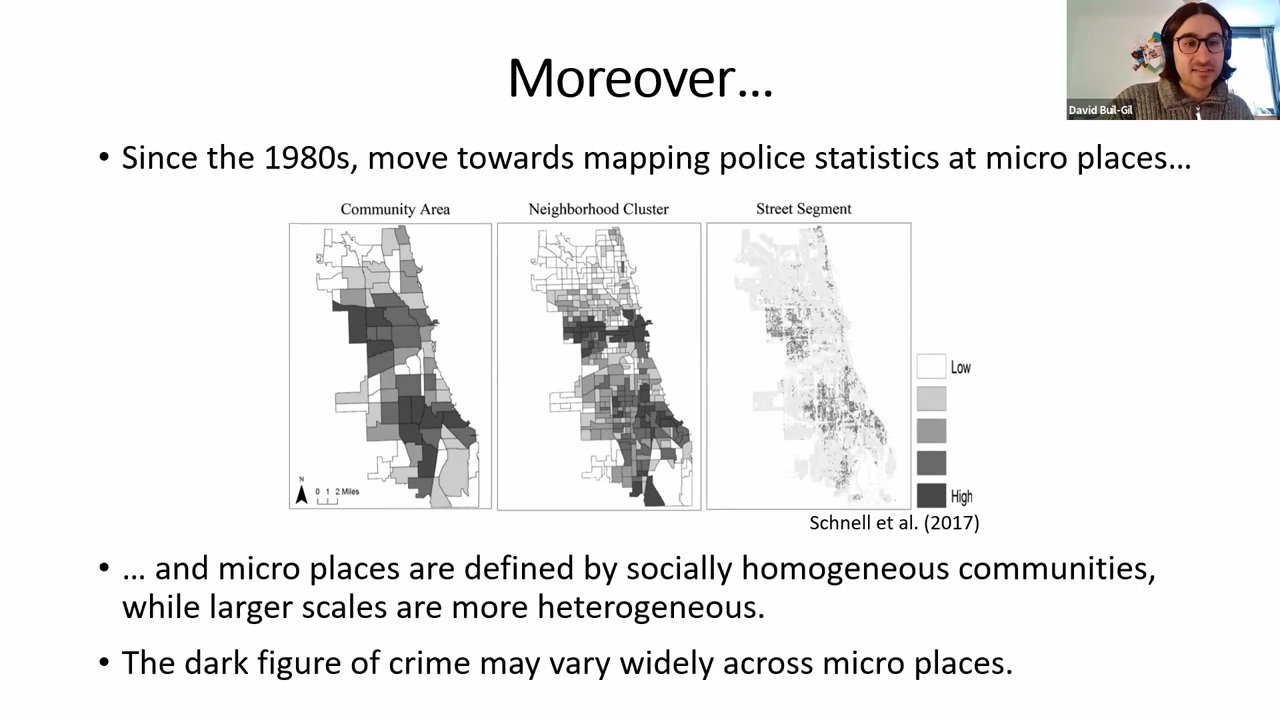 Moreover...
David Buil-Gil
• Since the 1980s, move towards mapping police statistics at micro places...
Community Area
Neighborhood Cluster
Street Segment
Low
High
N
0 1 2 Miles
Schnell et al. (2017)
• ... and micro places are defined by socially homogeneous communities,
while larger scales are more heterogeneous.
• The dark figure of crime may vary widely across micro places.